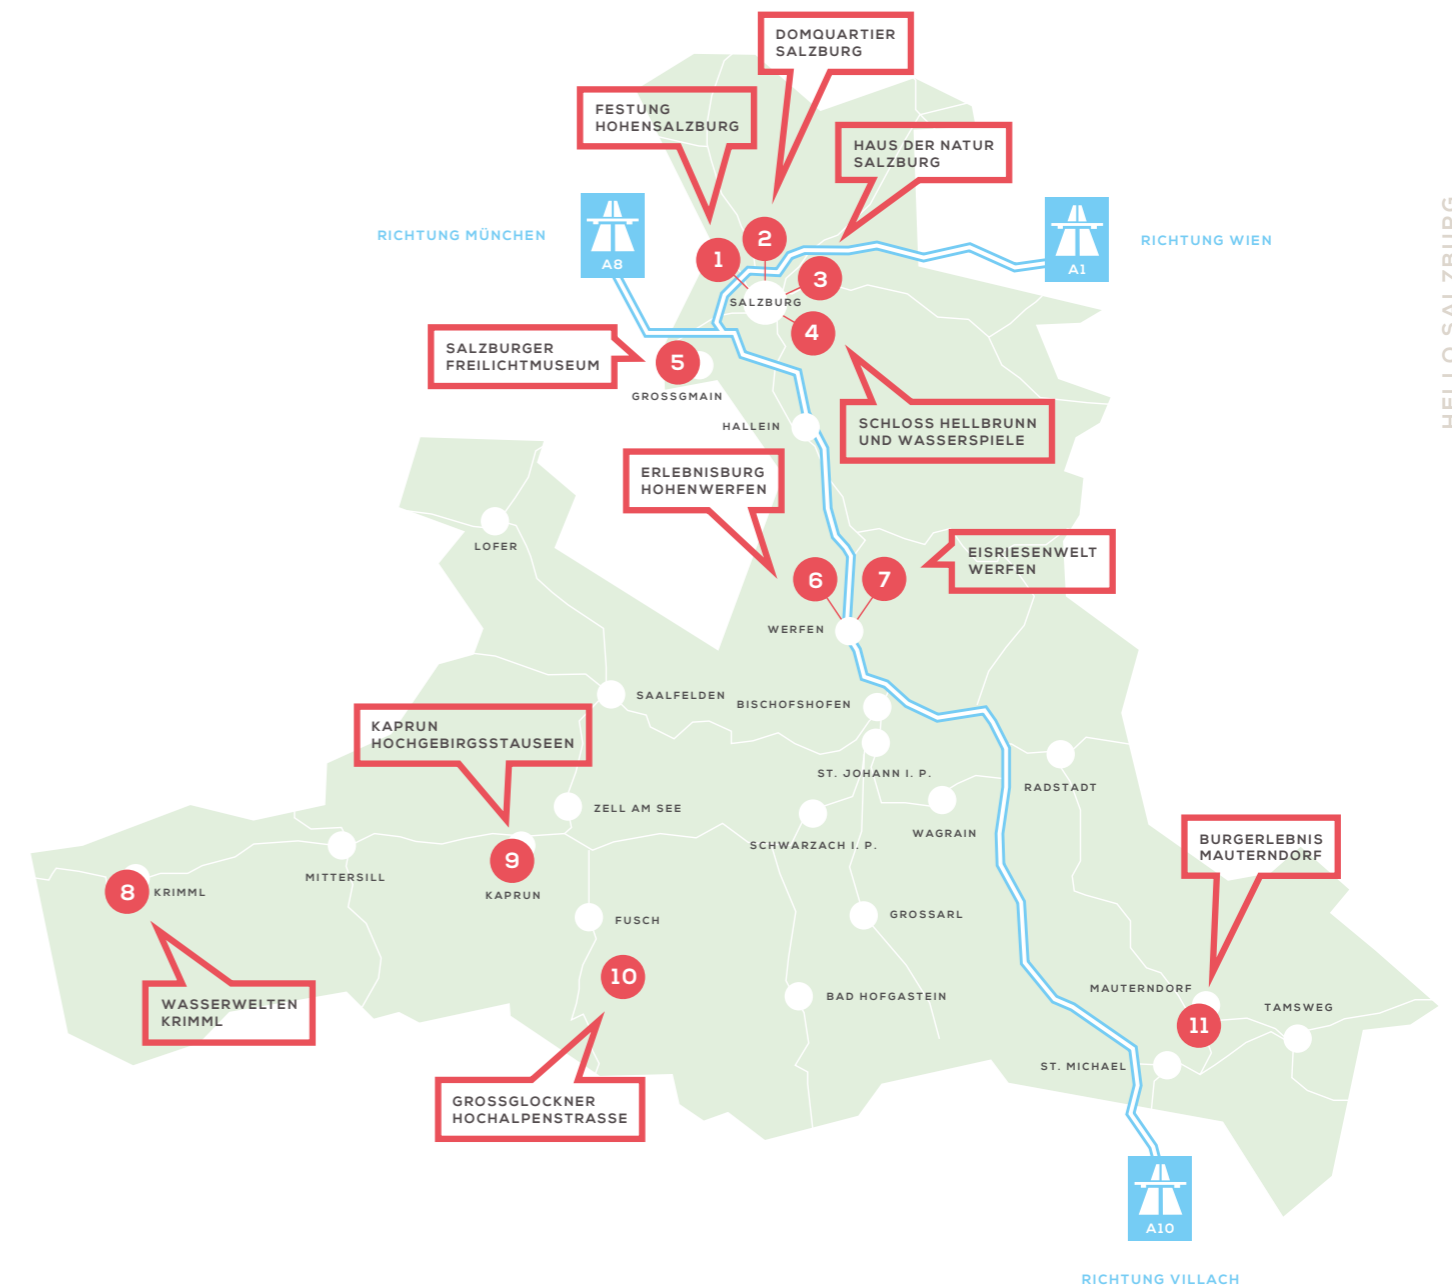 DOMQUARTIER
SALZBURG
FESTUNG
HOHENSALZBURG
HAUS DER NATUR
SALZBURG
RICHTUNG MÜNCHEN
A8
2
1
3
A1
RICHTUNG WIEN
HELLO SALZBURG
SALZBURG
4
SALZBURGER
FREILICHTMUSEUM
5
GROSSGMAIN
HALLEIN
SCHLOSS HELLBRUNN
UND WASSERSPIELE
ERLEBNISBURG
HOHENWERFEN
LOFER
EISRIESENWELT
WERFEN
6
7
WERFEN
SAALFELDEN
BISCHOFSHOFEN
KAPRUN
HOCHGEBIRGSSTAUSEEN
ST. JOHANN I. P.
RADSTADT
ZELL AM SEE
WAGRAIN
SCHWARZACH I. P.
BURGERLEBNIS
MAUTERNDORF
MITTERSILL
9
KAPRUN
8
KRIMML
FUSCH
GROSSARL
10
BAD HOFGASTEIN
MAUTERNDORF
TAMSWEG
11
WASSERWELTEN
KRIMML
ST. MICHAEL
GROSSGLOCKNER
HOCHALPENSTRASSE
A10
RICHTUNG VILLACH